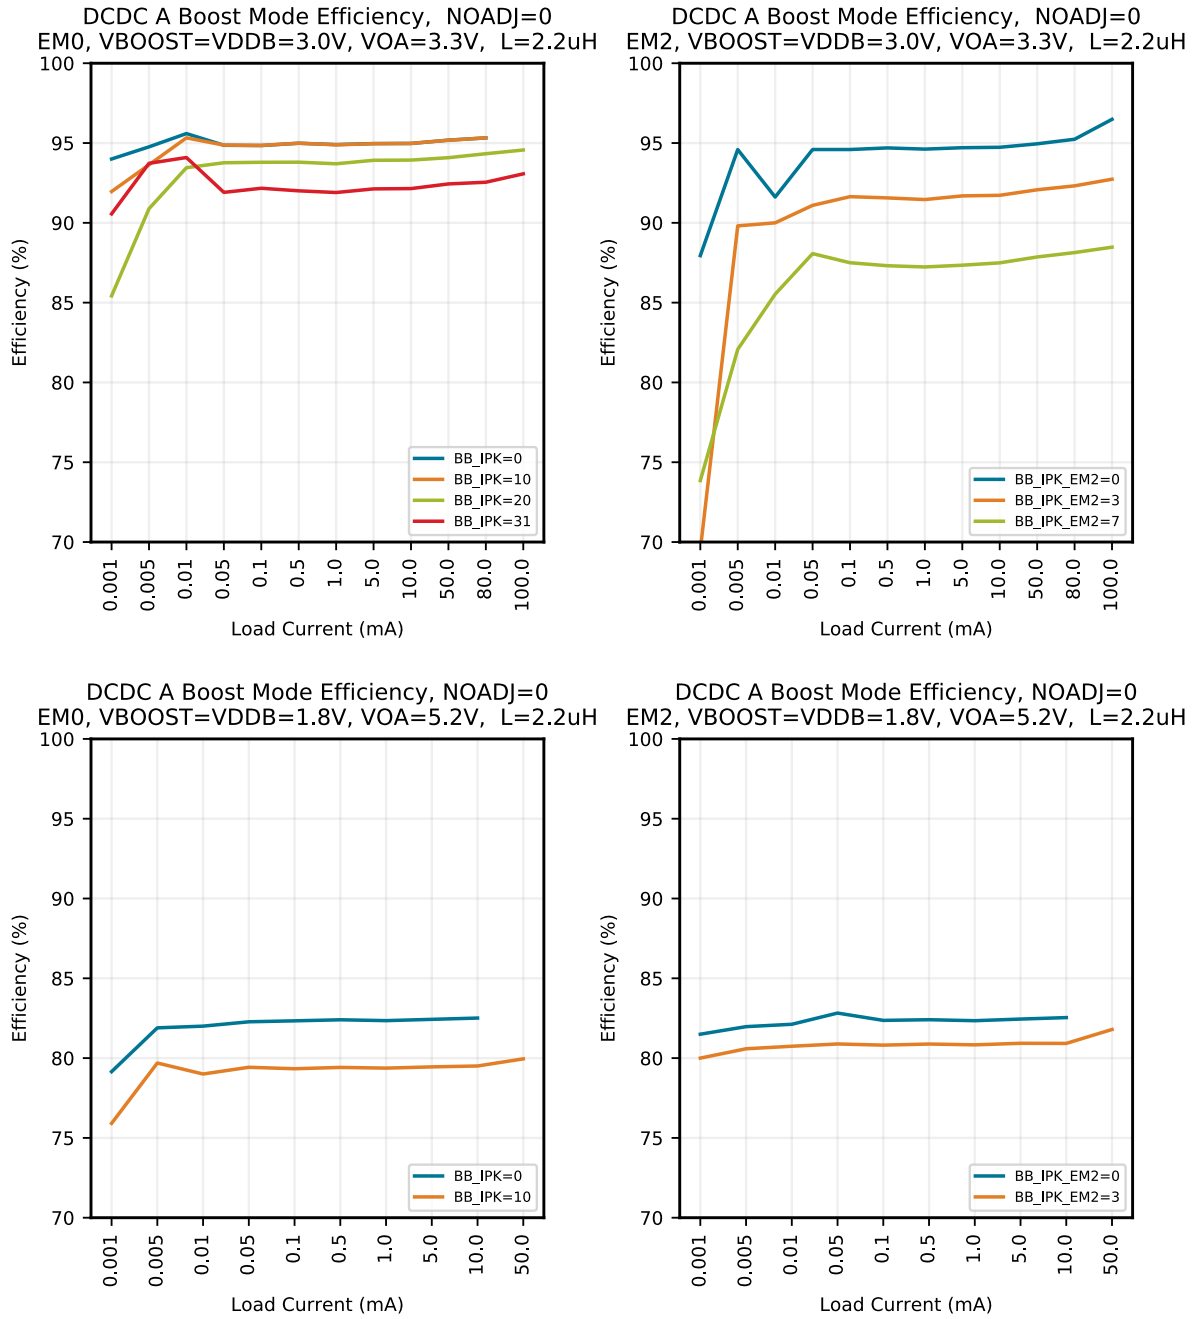 DCDC A Boost Mode Efficiency,  NOADJ=0
EM0, VBOOST=VDDB=3.0V, VOA=3.3V,  L=2.2uH
100
95
90
85
80
75
70
Efficiency (%)
BB_IPK=0
BB_IPK=10
BB_IPK=20
BB_IPK=31
0.001
0.005
0.01
0.05
0.1
0.5
1.0
5.0
10.0
50.0
80.0
100.0
Load Current (mA)
DCDC A Boost Mode Efficiency,  NOADJ=0
EM2, VBOOST=VDDB=3.0V, VOA=3.3V,  L=2.2uH
100
95
90
85
80
75
70
Efficiency (%)
BB_IPK_EM2=0
BB_IPK_EM2=3
BB_IPK_EM2=7
0.001
0.005
0.01
0.05
0.1
0.5
1.0
5.0
10.0
50.0
80.0
100.0
Load Current (mA)
DCDC A Boost Mode Efficiency, NOADJ=0
EM0, VBOOST=VDDB=1.8V, VOA=5.2V,  L=2.2uH
100
95
90
85
80
75
70
Efficiency (%)
BB_IPK=0
BB_IPK=10
0.001
0.005
0.01
0.05
0.1
0.5
1.0
5.0
10.0
50.0
Load Current (mA)
DCDC A Boost Mode Efficiency, NOADJ=0
EM2, VBOOST=VDDB=1.8V, VOA=5.2V,  L=2.2uH
100
95
90
85
80
75
70
Efficiency (%)
BB_IPK_EM2=0
BB_IPK_EM2=3
0.001
0.005
0.01
0.05
0.1
0.5
1.0
5.0
10.0
50.0
Load Current (mA)